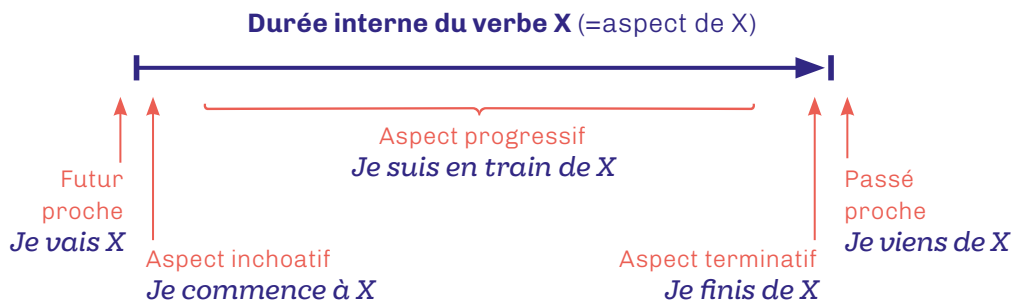 Durée interne du verbe X (=aspect de X)
Aspect progressif
Je suis en train de X
Futur
proche
Je vais X
Passé
proche
Je viens de X
Aspect inchoatif
Je commence à X
Aspect terminatif
Je finis de X